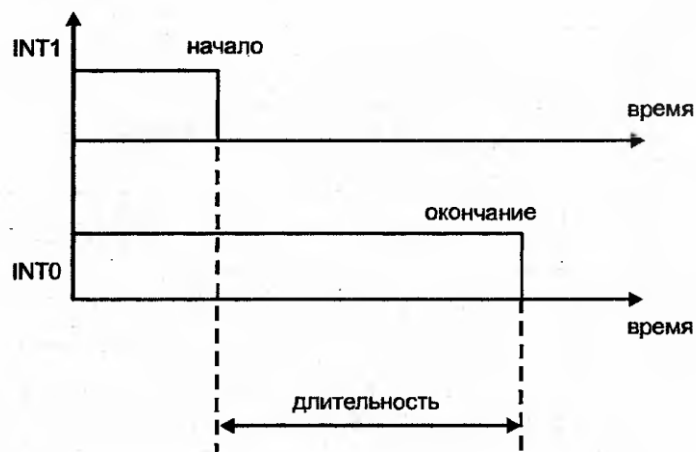 INT1
начало
время
окончание
INT0
время
длительность